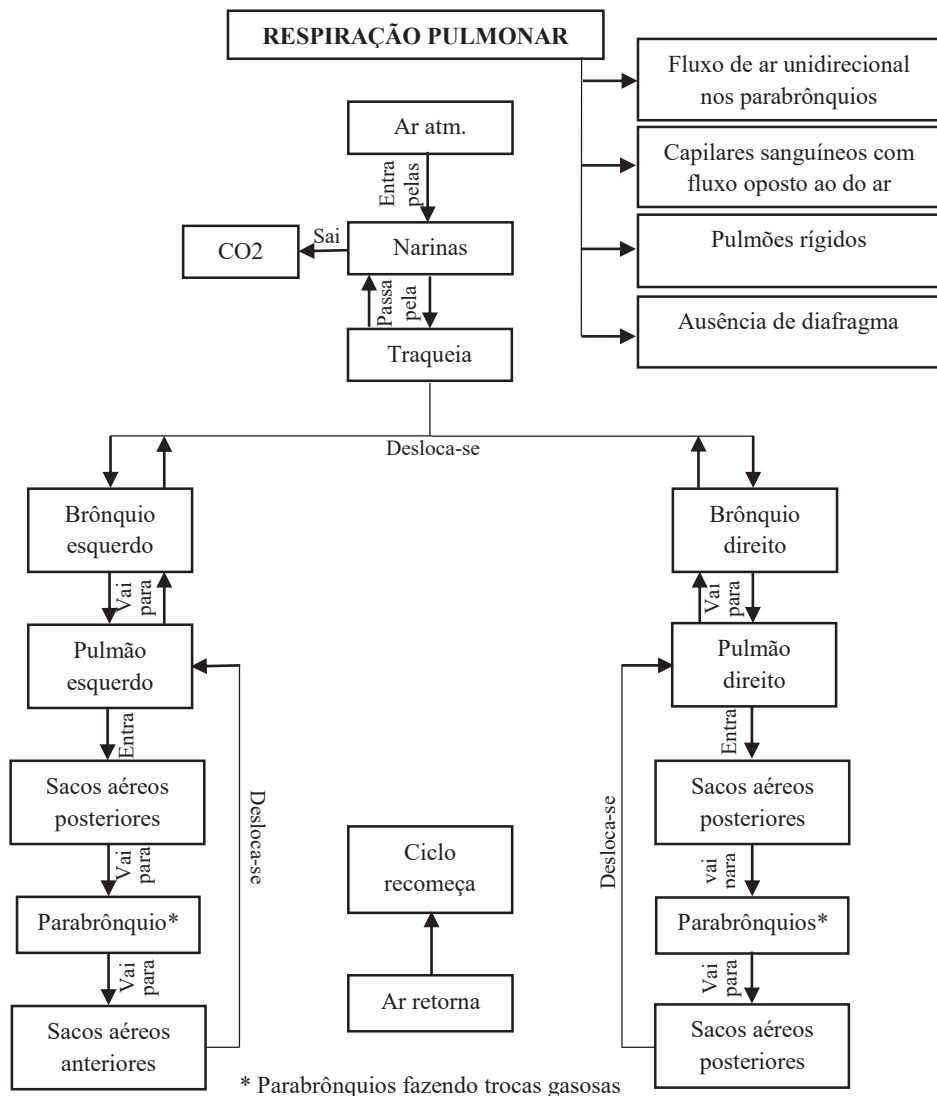 RESPIRAÇÃO PULMONAR
Fluxo de ar unidirecional
nos parabrônquios
Capilares sanguíneos com
fluxo oposto ao do ar
Pulmões rígidos
Ausência de diafragma
Ar atm.
Entra
pelas
CO2
Sai
Narinas
Passa
pela
Traqueia
Desloca-se
Brônquio
esquerdo
Vai
para
Pulmão
esquerdo
Entra
Sacos aéreos
posteriores
Vai
para
Parabrônquio*
Vai
para
Sacos aéreos
anteriores
Desloca-se
Ciclo
recomeça
Ar retorna
Brônquio
direito
Vai
para
Pulmão
direito
Entra
Sacos aéreos
posteriores
vai
para
Parabrônquios*
Vai
para
Sacos aéreos
posteriores
Desloca-se
* Parabrônquios fazendo trocas gasosas